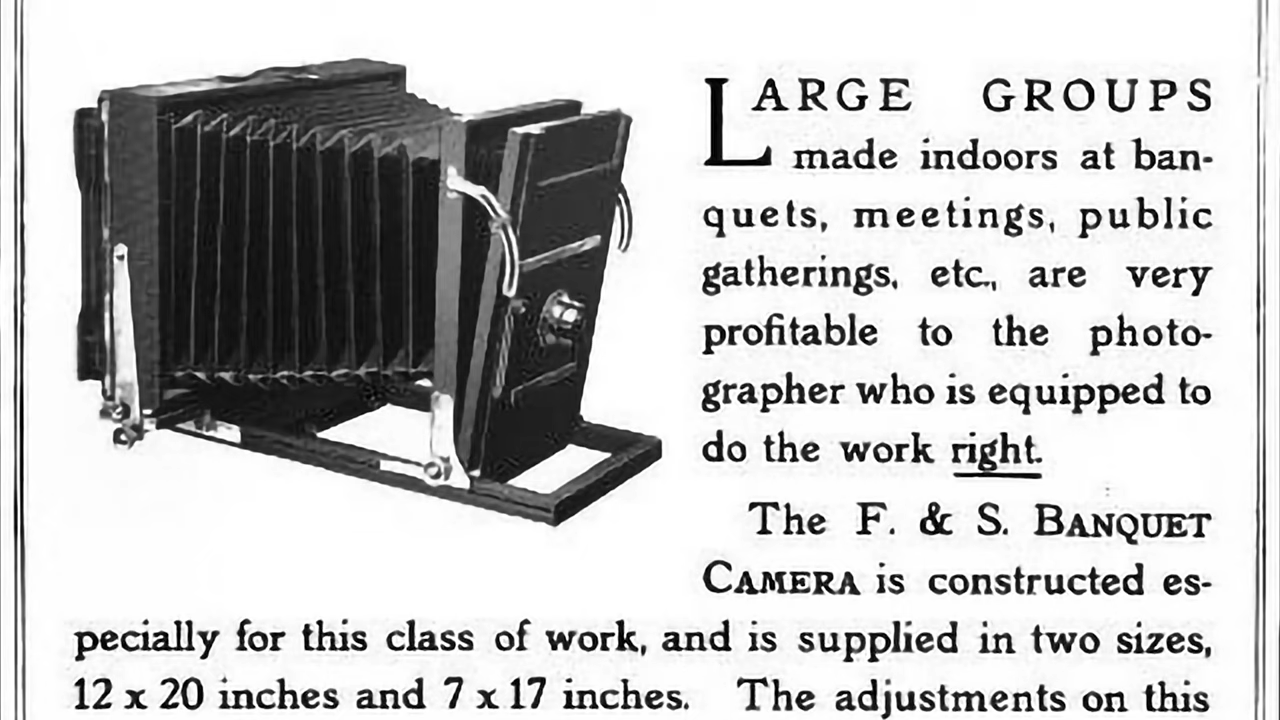 LARGE GROUPS
made indoors at ban-
quets, meetings, public
gatherings, etc., are very
profitable to the photo-
grapher who is equipped to
do the work right.
The F. & S. BANQUET
CAMERA is constructed es-
pecially for this class of work, and is supplied in two sizes,
12 x 20 inches and 7 x 17 inches. The adjustments on this